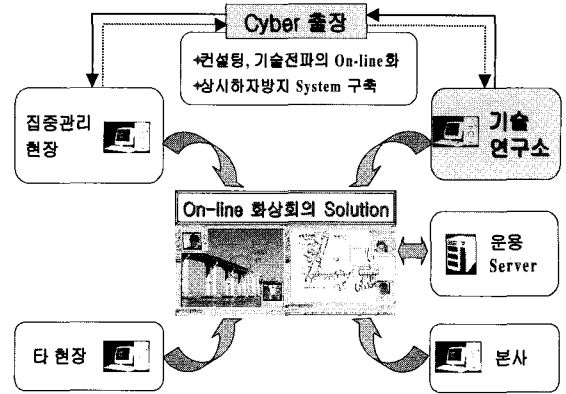 Cyber 출장
컨설팅, 기술전파의 On-line화
상시하자방지 System 구축
집중관리
현장
기술
연구소
On-line 화상회의 Solution
운용
Server
타 현장
본사